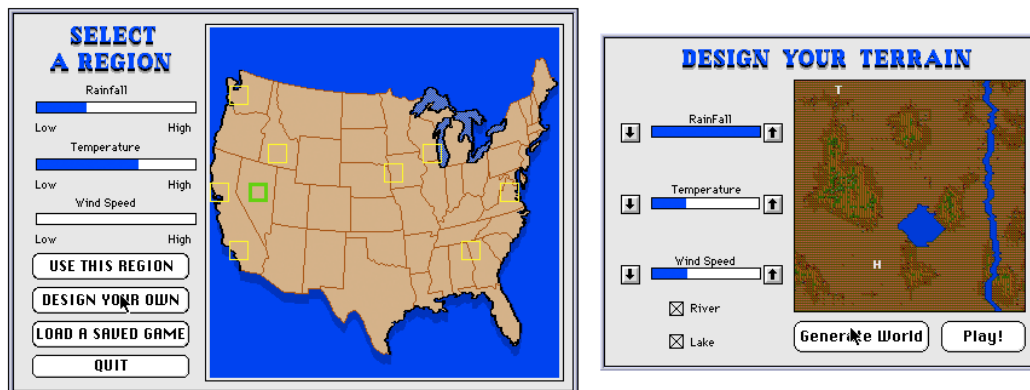 SELECT
A REGION
Rainfall
Low High
Temperature
Low High
Wind Speed
Low High
USE THIS REGION
DESIGN YOUR OWN
LOAD A SAVED GAME
QUIT
DESIGN YOUR TERRAIN
RainFall
Temperature
Wind Speed
River
Lake
T
H
Generate World
Play!